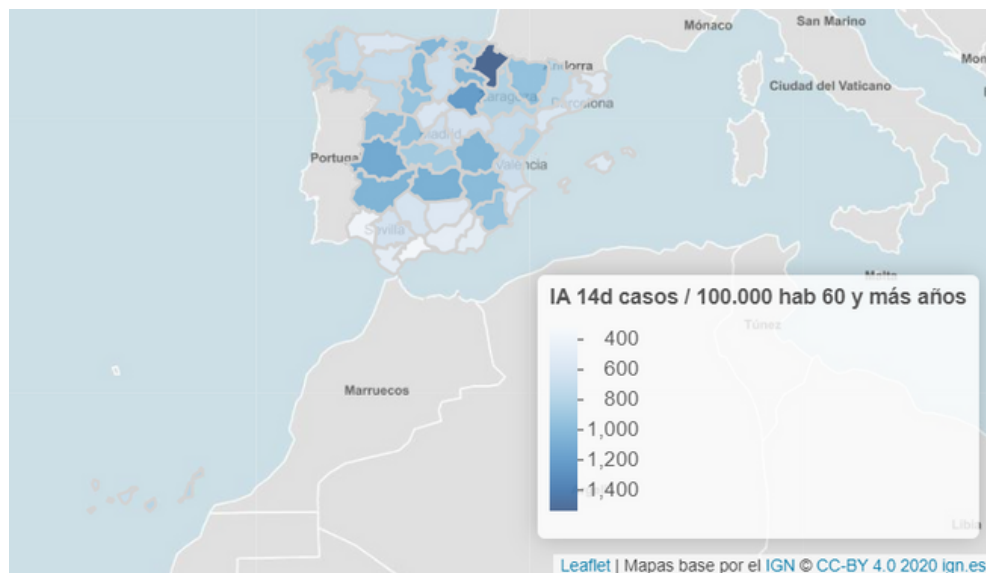 Mónaco
San Marino
Andorra
Ciudad del Vaticano
Zaragoza
Barcelona
Madrid
Portugal
València
Sevilla
Malta
IA 14d casos / 100.000 hab 60 y más años
Túnez
400
600
800
1,000
1,200
1,400
Marruecos
Libia
Leaflet | Mapas base por el IGN © CC-BY 4.0 2020 ign.es